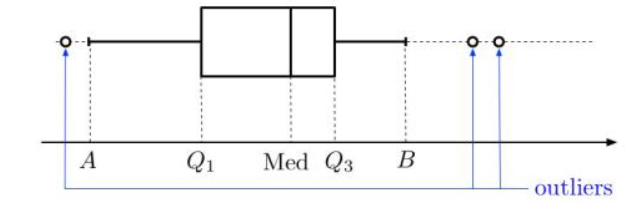 A Q₁ Med Q₃ B
outliers